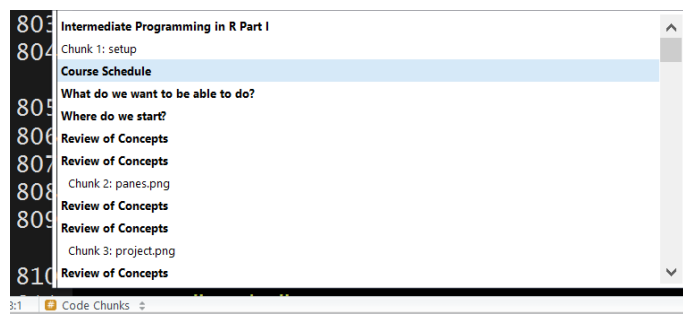 803
Intermediate Programming in R Part I
804
Chunk 1: setup
Course Schedule
What do we want to be able to do?
805
Where do we start?
806
Review of Concepts
807
Review of Concepts
808
Chunk 2: panes.png
Review of Concepts
809
Review of Concepts
Chunk 3: project.png
810
Review of Concepts
3:1 # Code Chunks